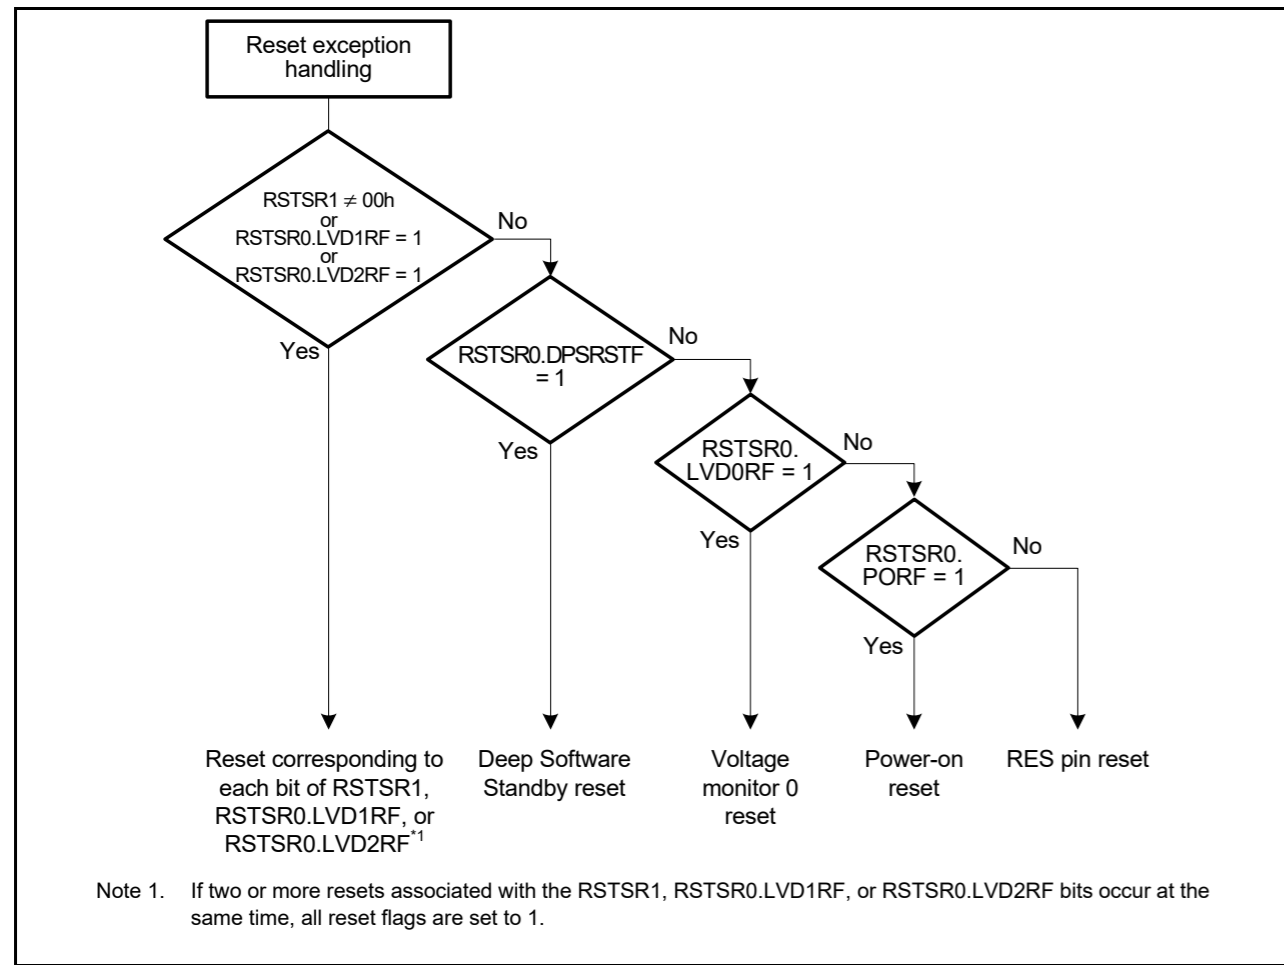 Reset exception
handling
RSTSR1 ≠ 00h
or
RSTSR0.LVD1RF = 1
or
RSTSR0.LVD2RF = 1
No
Yes
RSTSR0.DPSRSTF
= 1
No
Yes
RSTSR0.
LVD0RF = 1
No
Yes
RSTSR0.
PORF = 1
No
Yes
Reset corresponding to
each bit of RSTSR1,
RSTSR0.LVD1RF, or
RSTSR0.LVD2RF*1
Deep Software
Standby reset
Voltage
monitor 0
reset
Power-on
reset
RES pin reset
Note 1. If two or more resets associated with the RSTSR1, RSTSR0.LVD1RF, or RSTSR0.LVD2RF bits occur at the
same time, all reset flags are set to 1.